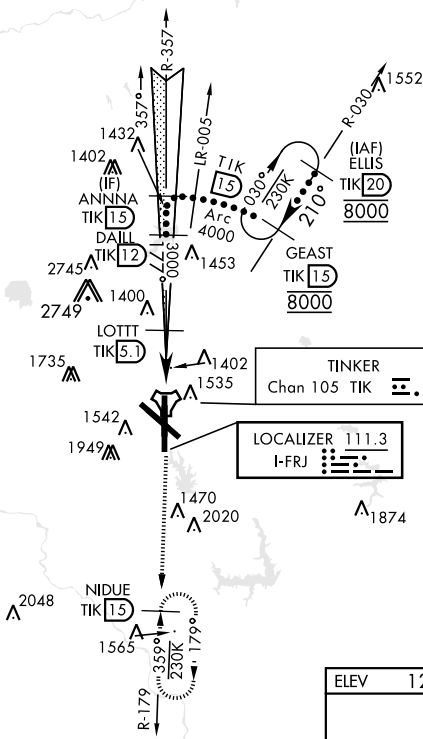 R-357
357°
1432
1402
(IF)
ANNNA
TIK 15
DAILL
TIK 12
177°
3000
LR-005
TIK
15
Arc
4000
030°
230K
210°
R-030
1552
(IAF)
ELLIS
TIK 20
8000
GEAST
TIK 15
8000
1453
2745
2749
1400
LOTTT
TIK 5.1
1735
1402
1535
TINKER
Chan 105 TIK
1542
1949
LOCALIZER 111.3
I-FRJ
1470
2020
1874
NIDUE
TIK 15
2048
1565
359°
230K
179°
R-179
ELEV 12